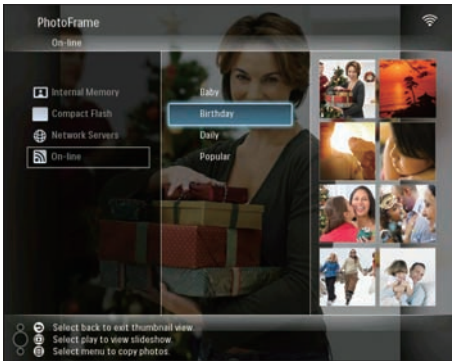 PhotoFrame
On-line
Internal Memory
Compact Flash
Network Servers
On-line
Baby
Birthday
Daily
Popular
Select back to exit thumbnail view.
Select play to view slideshow.
Select menu to copy photos.